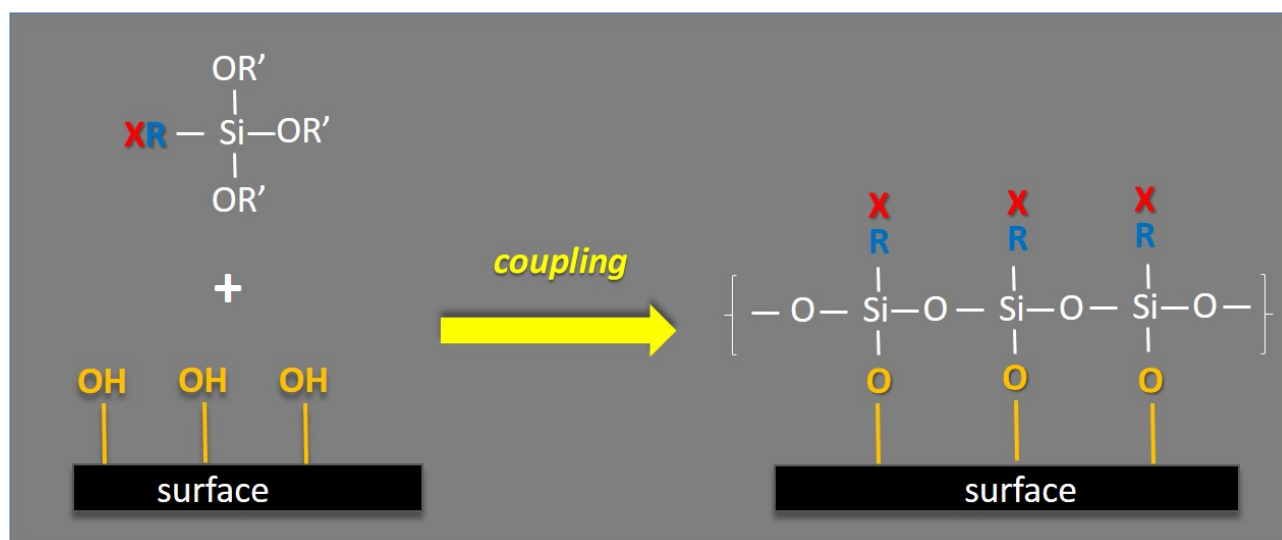 OR’
XR — Si—OR’
OR’
+
OH OH OH
surface
coupling
X X X
R R R
— O— Si—O — Si—O — Si—O—
O O O
surface